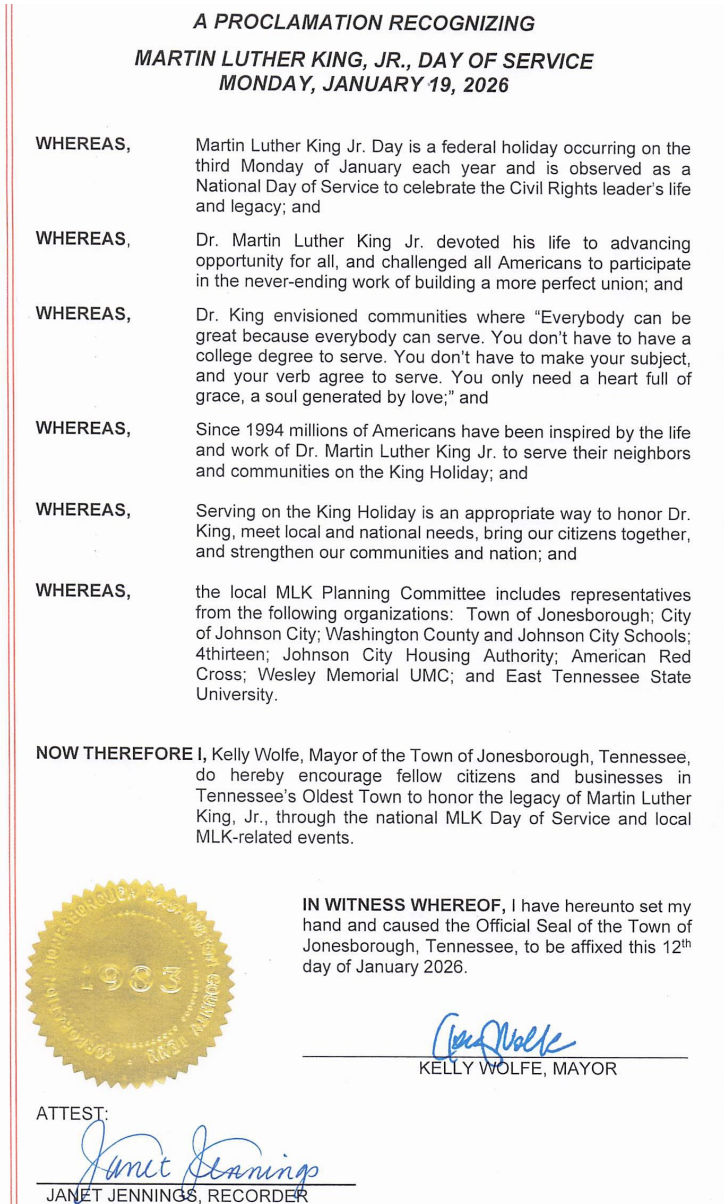 A PROCLAMATION RECOGNIZING
MARTIN LUTHER KING, JR., DAY OF SERVICE
MONDAY, JANUARY 19, 2026
WHEREAS, Martin Luther King Jr. Day is a federal holiday occurring on the
third Monday of January each year and is observed as a
National Day of Service to celebrate the Civil Rights leader's life
and legacy; and
WHEREAS, Dr. Martin Luther King Jr. devoted his life to advancing
opportunity for all, and challenged all Americans to participate
in the never-ending work of building a more perfect union; and
WHEREAS, Dr. King envisioned communities where “Everybody can be
great because everybody can serve. You don't have to have a
college degree to serve. You don't have to make your subject,
and your verb agree to serve. You only need a heart full of
grace, a soul generated by love;” and
WHEREAS, Since 1994 millions of Americans have been inspired by the life
and work of Dr. Martin Luther King Jr. to serve their neighbors
and communities on the King Holiday; and
WHEREAS, Serving on the King Holiday is an appropriate way to honor Dr.
King, meet local and national needs, bring our citizens together,
and strengthen our communities and nation; and
WHEREAS, the local MLK Planning Committee includes representatives
from the following organizations: Town of Jonesborough; City
of Johnson City; Washington County and Johnson City Schools;
4thirteen; Johnson City Housing Authority; American Red
Cross; Wesley Memorial UMC; and East Tennessee State
University.
NOW THEREFORE I, Kelly Wolfe, Mayor of the Town of Jonesborough, Tennessee,
do hereby encourage fellow citizens and businesses in
Tennessee's Oldest Town to honor the legacy of Martin Luther
King, Jr., through the national MLK Day of Service and local
MLK-related events.
IN WITNESS WHEREOF, I have hereunto set my
hand and caused the Official Seal of the Town of
Jonesborough, Tennessee, to be affixed this 12th
day of January 2026.
1903
Kelly Wolfe
KELLY WOLFE, MAYOR
ATTEST:
Janet Jennings
JANET JENNINGS, RECORDER